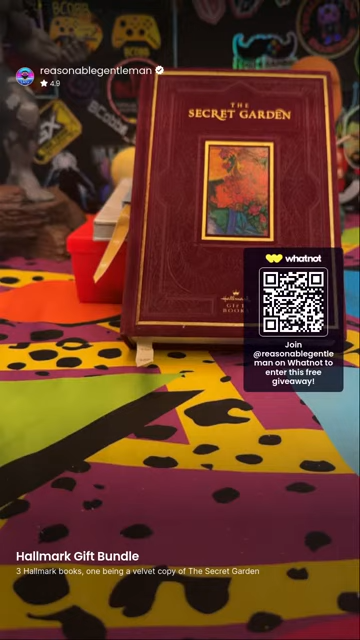 reasonablegentleman
4.9
THE
SECRET GARDEN
Hallmark
GIFT
BOOKS
whatnot
Join
@reasonablegentle
man on Whatnot to
enter this free
giveaway!
Hallmark Gift Bundle
3 Hallmark books, one being a velvet copy of The Secret Garden